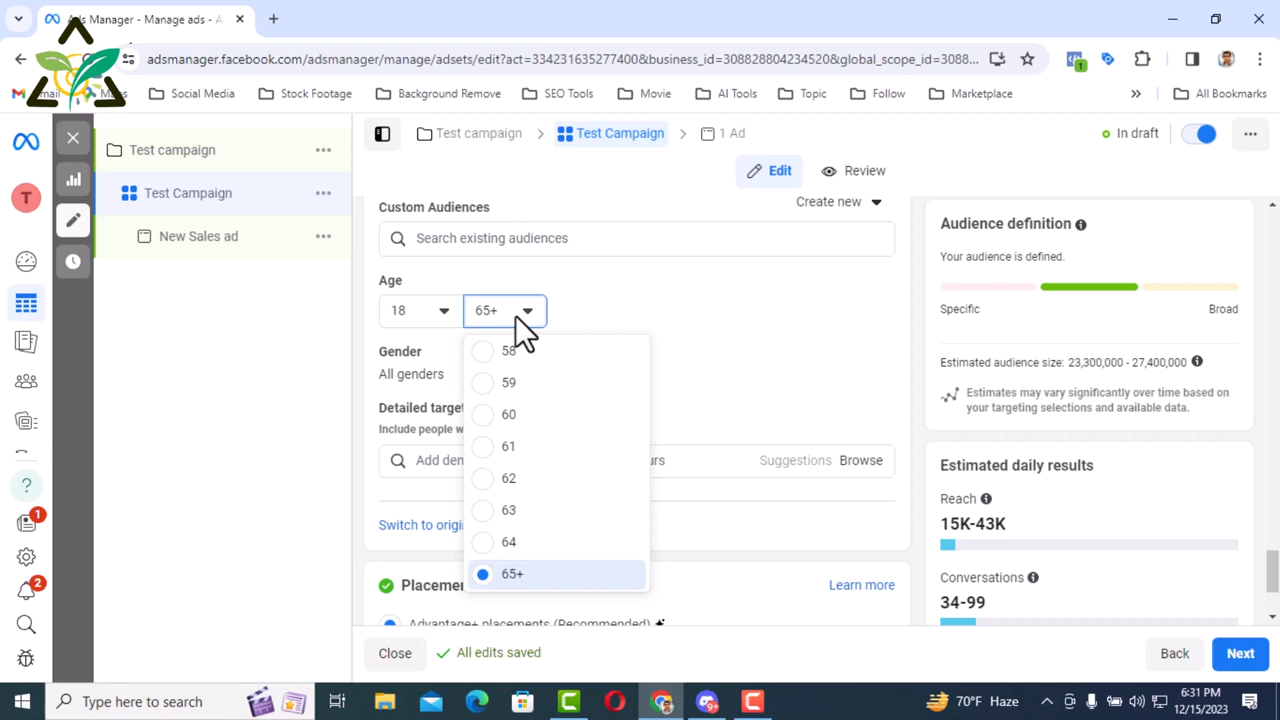 Ads Manager - Manage ads - A
adsmanager.facebook.com/adsmanager/manage/adsets/edit?act=334231635277400&business_id=308828804234520&global_scope_id=3088...
1
Social Media
Stock Footage
Background Remove
SEO Tools
Movie
AI Tools
Topic
Follow
Marketplace
»
All Bookmarks
Test campaign
Test Campaign
New Sales ad
Test campaign
Test Campaign
1 Ad
In draft
Edit
Review
T
Custom Audiences
Create new
Search existing audiences
Age
18
65+
58
59
60
61
62
63
64
65+
Gender
All genders
Detailed
Include people
Suggestions
Browse
Switch to
Learn more
Advantage+ placements (Recommended)
Close
All edits saved
Back
Next
Audience definition
Your audience is defined.
Specific
Broad
Estimated audience size: 23,300,000 - 27,400,000
Estimates may vary significantly over time based on
your targeting selections and available data.
Estimated daily results
Reach
15K-43K
Conversations
34-99
1
2
Type here to search
70°F Haze
6:31 PM
12/15/2023